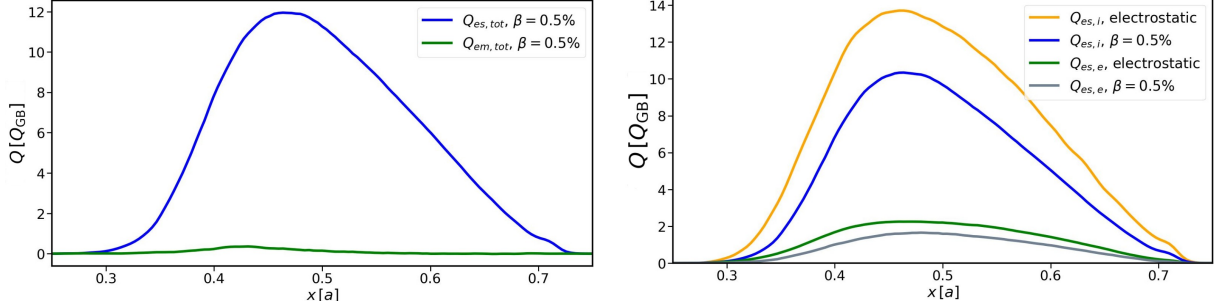 12
10
8
6
4
2
0
Q [Q_GB]
Q_es,tot, β = 0.5%
Q_em,tot, β = 0.5%
0.3 0.4 0.5 0.6 0.7
x [a]
14
12
10
8
6
4
2
0
Q [Q_GB]
Q_es,i, electrostatic
Q_es,i, β = 0.5%
Q_es,e, electrostatic
Q_es,e, β = 0.5%
0.3 0.4 0.5 0.6 0.7
x [a]